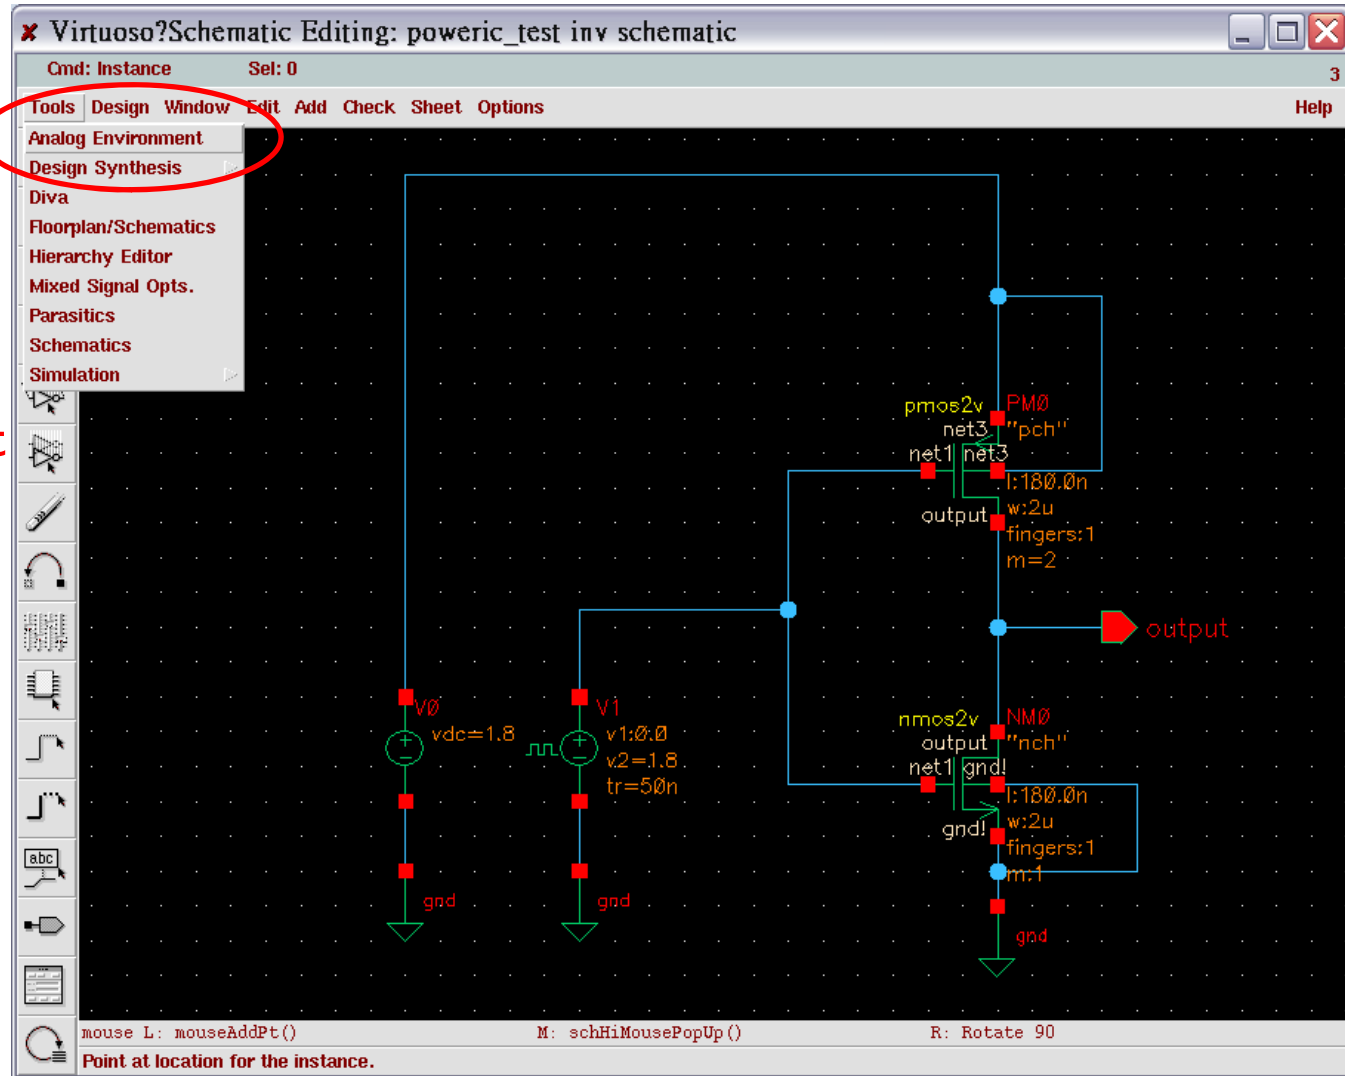 Virtuoso?Schematic Editing: poweric_test inv schematic
Cmd: Instance Sel: 0
3
Tools Design Window Edit Add Check Sheet Options Help
Analog Environment
Design Synthesis
Diva
Floorplan/Schematics
Hierarchy Editor
Mixed Signal Opts.
Parasitics
Schematics
Simulation
pmos2v PM0
net3 "pch"
net1 net3
l:180.0n
output w:2u
fingers:1
m=2
output
V0 V1
vdc=1.8 v1:0.0
v2=1.8
tr=50n
nmos2v NM0
output "nch"
net1 gnd!
l:180.0n
gnd! w:2u
fingers:1
m:1
abc
gnd gnd
gnd
mouse L: mouseAddPt() M: schHiMousePopUp() R: Rotate 90
Point at location for the instance.